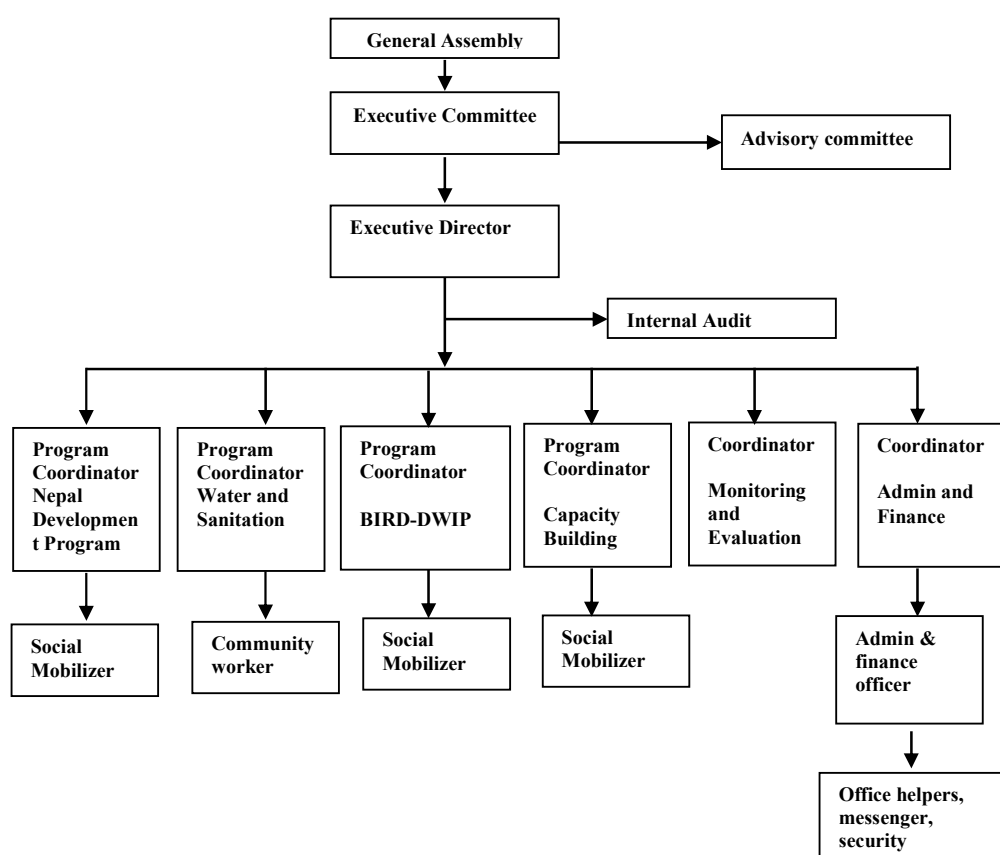 General Assembly
Executive Committee
Advisory committee
Executive Director
Internal Audit
Program
Coordinator
Nepal
Developmen
t Program
Program
Coordinator
Water and
Sanitation
Program
Coordinator
BIRD-DWIP
Program
Coordinator
Capacity
Building
Coordinator
Monitoring
and
Evaluation
Coordinator
Admin and
Finance
Social
Mobilizer
Community
worker
Social
Mobilizer
Social
Mobilizer
Admin &
finance
officer
Office helpers,
messenger,
security